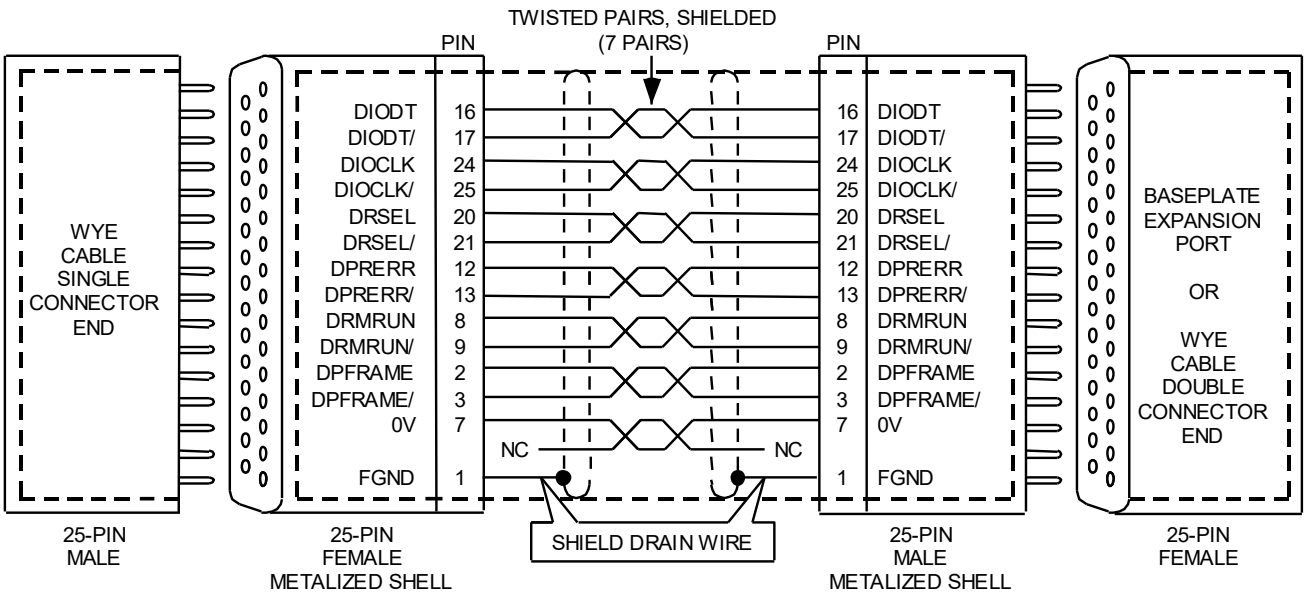 TWISTED PAIRS, SHIELDED
(7 PAIRS)
PIN
PIN
DIODT 16
DIODT/ 17
DIOCLK 24
DIOCLK/ 25
DRSEL 20
DRSEL/ 21
DPRERR 12
DPRERR/ 13
DRMRUN 8
DRMRUN/ 9
DPFRAME 2
DPFRAME/ 3
0V 7
FGND 1
16 DIODT
17 DIODT/
24 DIOCLK
25 DIOCLK/
20 DRSEL
21 DRSEL/
12 DPRERR
13 DPRERR/
8 DRMRUN
9 DRMRUN/
2 DPFRAME
3 DPFRAME/
7 0V
1 FGND
NC
NC
WYE
CABLE
SINGLE
CONNECTOR
END
BASEPLATE
EXPANSION
PORT
OR
WYE
CABLE
DOUBLE
CONNECTOR
END
SHIELD DRAIN WIRE
25-PIN
MALE
25-PIN
FEMALE
METALIZED SHELL
25-PIN
MALE
METALIZED SHELL
25-PIN
FEMALE